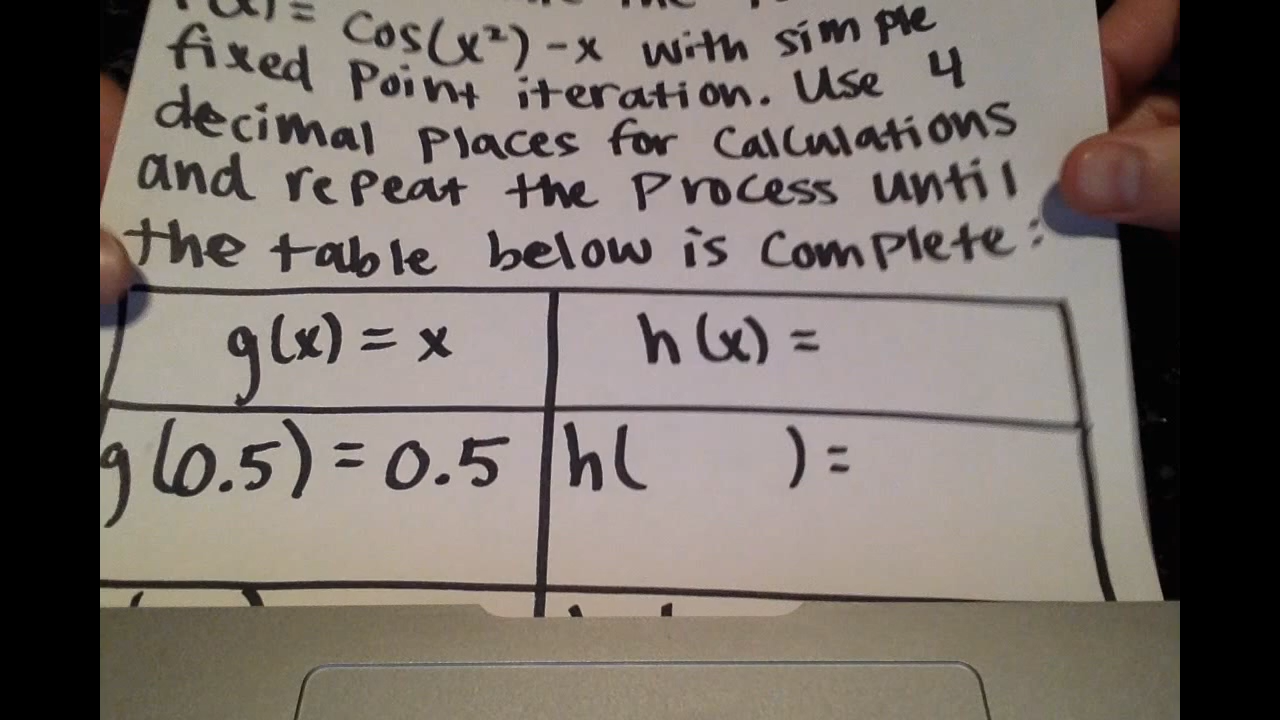 cos(x²) - x with simple
fixed point iteration. Use 4
decimal places for calculations
and repeat the process until
the table below is complete:
g(x) = x
h(x) =
g(0.5) = 0.5
h( ) =